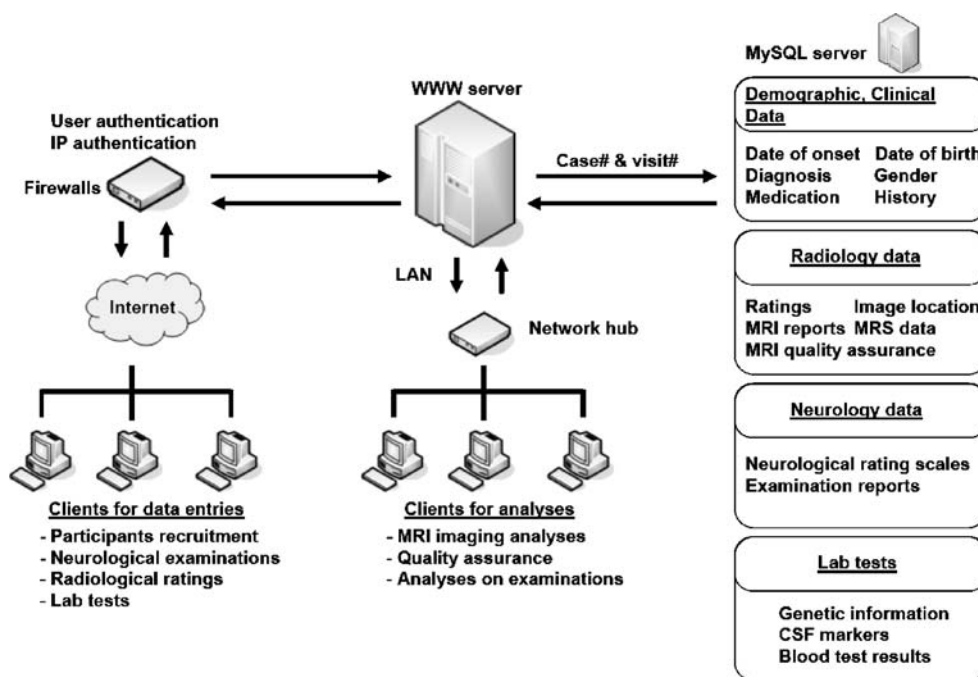 MySQL server
WWW server
User authentication
IP authentication
Firewalls
Case# & visit#
Internet
LAN
Network hub
Clients for data entries
- Participants recruitment
- Neurological examinations
- Radiological ratings
- Lab tests
Clients for analyses
- MRI imaging analyses
- Quality assurance
- Analyses on examinations
Demographic, Clinical
Data
Date of onset Date of birth
Diagnosis Gender
Medication History
Radiology data
Ratings Image location
MRI reports MRS data
MRI quality assurance
Neurology data
Neurological rating scales
Examination reports
Lab tests
Genetic information
CSF markers
Blood test results